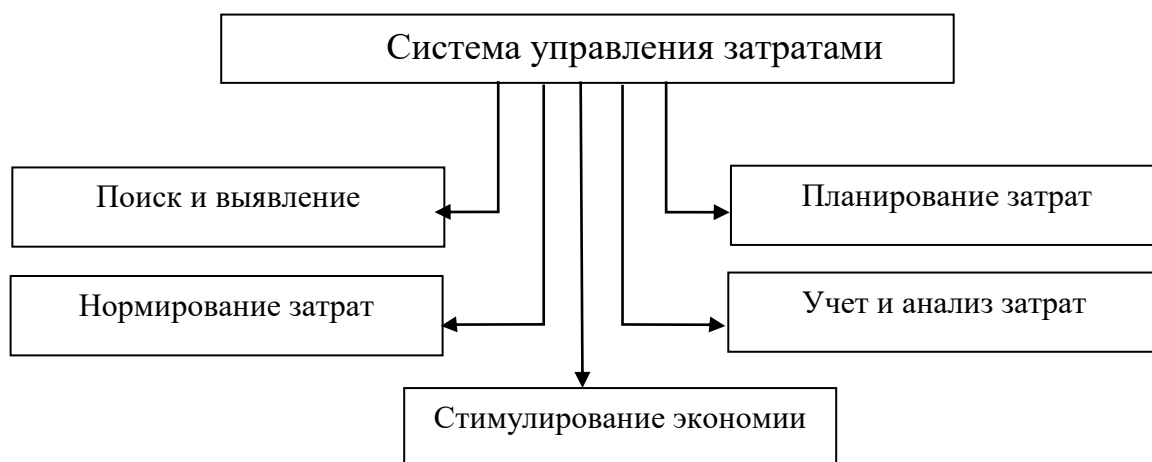 Система управления затратами
Поиск и выявление
Планирование затрат
Нормирование затрат
Учет и анализ затрат
Стимулирование экономии